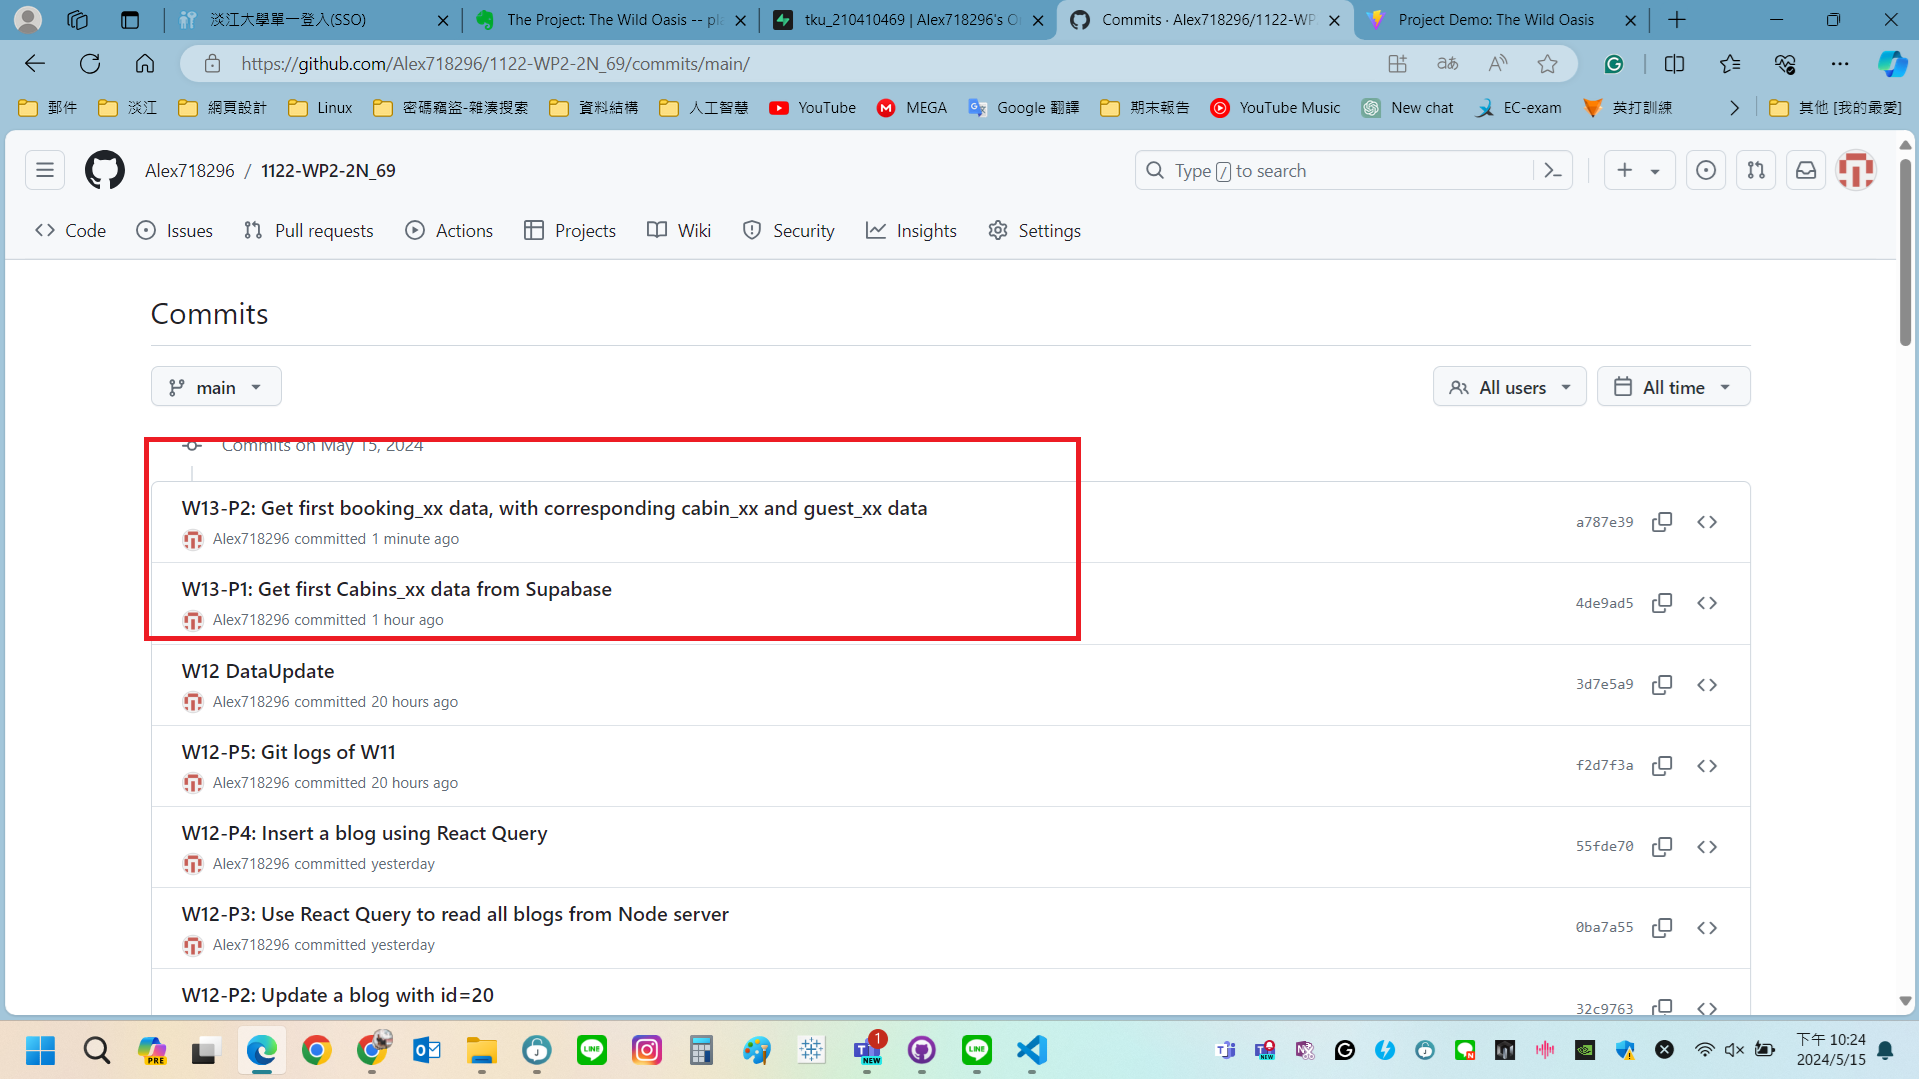 淡江大學單一登入(SSO)
The Project: The Wild Oasis -- pla
tku_210410469 | Alex718296's O
Commits · Alex718296/1122-WP
Project Demo: The Wild Oasis
https://github.com/Alex718296/1122-WP2-2N_69/commits/main/
郵件 淡江 網頁設計 Linux 密碼竊盜-雜湊搜索 資料結構 人工智慧 YouTube MEGA Google 翻譯 期末報告 YouTube Music New chat EC-exam 英打訓練 其他 [我的最愛]
Alex718296 / 1122-WP2-2N_69
Type / to search
Code Issues Pull requests Actions Projects Wiki Security Insights Settings
Commits
main
All users All time
Commits on May 15, 2024
W13-P2: Get first booking_xx data, with corresponding cabin_xx and guest_xx data
Alex718296 committed 1 minute ago
a787e39
W13-P1: Get first Cabins_xx data from Supabase
Alex718296 committed 1 hour ago
4de9ad5
W12 DataUpdate
Alex718296 committed 20 hours ago
3d7e5a9
W12-P5: Git logs of W11
Alex718296 committed 20 hours ago
f2d7f3a
W12-P4: Insert a blog using React Query
Alex718296 committed yesterday
55fde70
W12-P3: Use React Query to read all blogs from Node server
Alex718296 committed yesterday
0ba7a55
W12-P2: Update a blog with id=20
32c9763
下午 10:24
2024/5/15